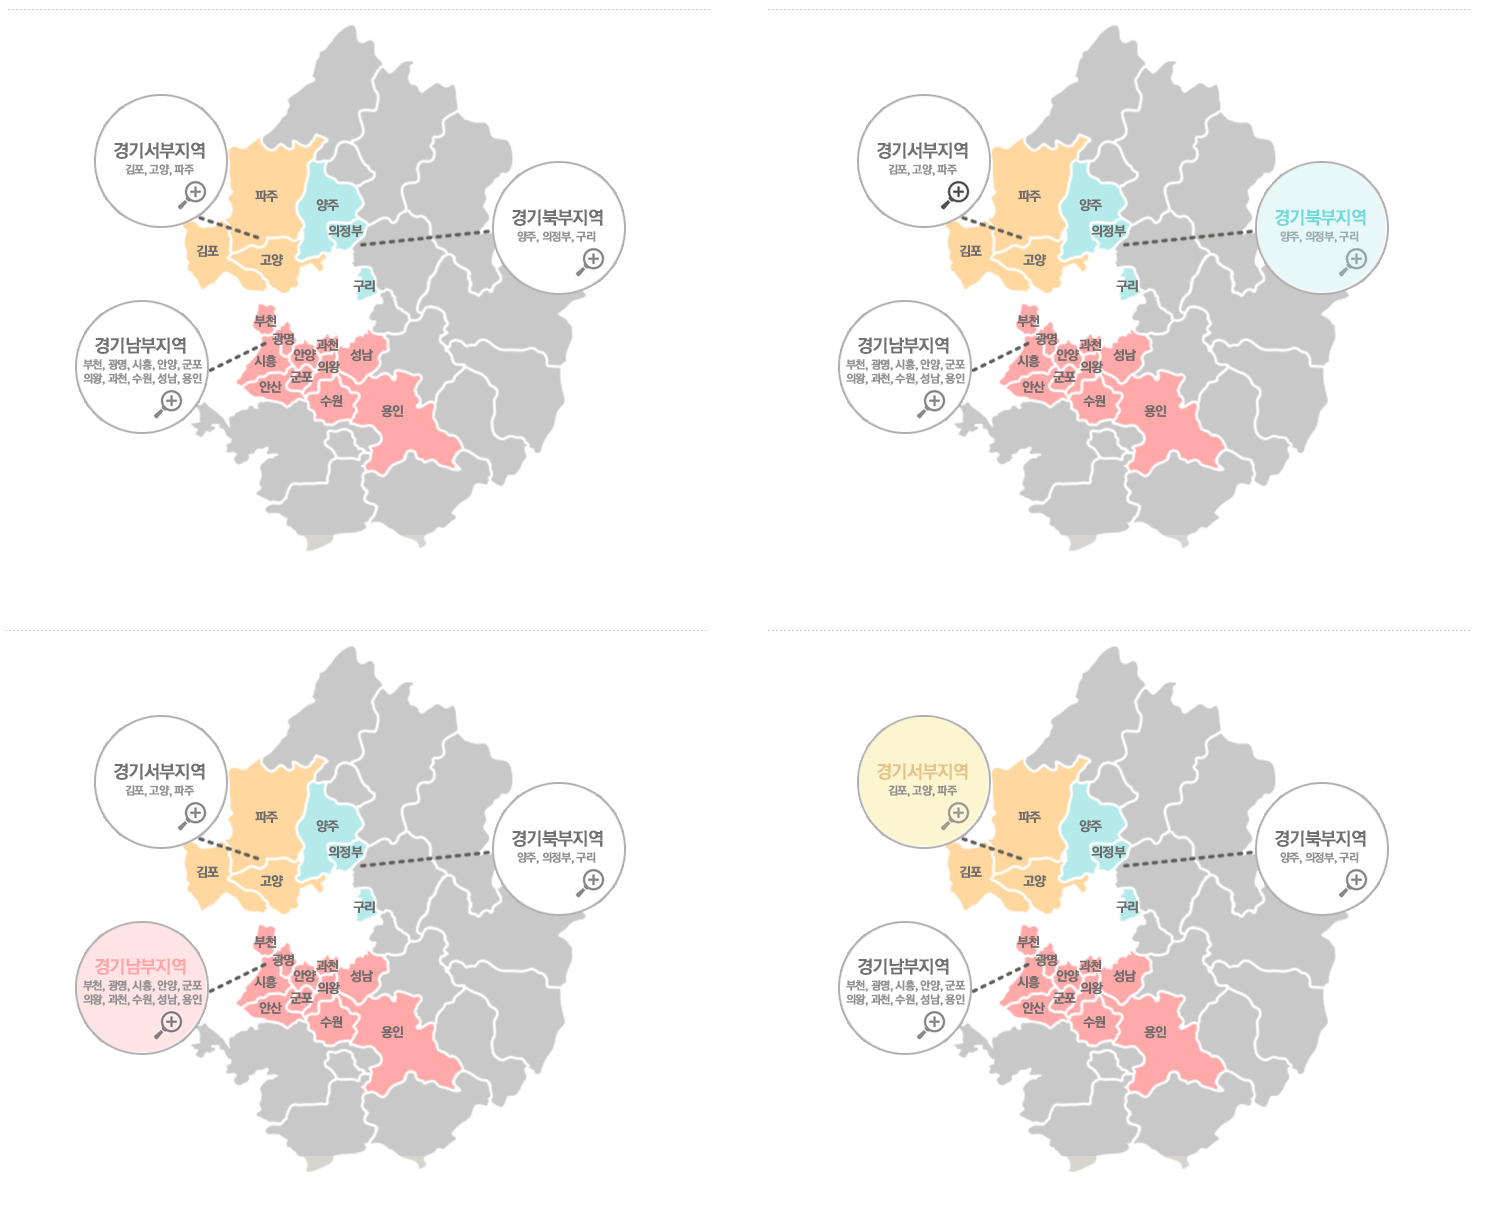 경기서부지역
김포, 고양, 파주
파주
양주
의정부
경기북부지역
양주, 의정부, 구리
김포
고양
구리
부천
광명
과천
안양
성남
시흥
의왕
군포
안산
수원
용인
경기남부지역
부천, 광명, 시흥, 안양, 군포
의왕, 과천, 수원, 성남, 용인
경기서부지역
김포, 고양, 파주
파주
양주
의정부
경기북부지역
양주, 의정부, 구리
김포
고양
구리
부천
광명
과천
안양
성남
시흥
의왕
군포
안산
수원
용인
경기남부지역
부천, 광명, 시흥, 안양, 군포
의왕, 과천, 수원, 성남, 용인
경기서부지역
김포, 고양, 파주
파주
양주
의정부
경기북부지역
양주, 의정부, 구리
김포
고양
구리
부천
광명
과천
안양
성남
시흥
의왕
군포
안산
수원
용인
경기남부지역
부천, 광명, 시흥, 안양, 군포
의왕, 과천, 수원, 성남, 용인
경기서부지역
김포, 고양, 파주
파주
양주
의정부
경기북부지역
양주, 의정부, 구리
김포
고양
구리
부천
광명
과천
안양
성남
시흥
의왕
군포
안산
수원
용인
경기남부지역
부천, 광명, 시흥, 안양, 군포
의왕, 과천, 수원, 성남, 용인